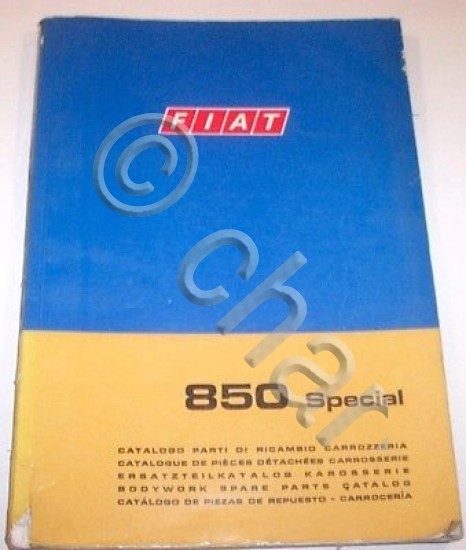 FIAT
© char
850 Special
CATALOGO PARTI DI RICAMBIO CARROZZERIA
CATALOGUE DE PIÈCES DÉTACHÉES CARROSSERIE
ERSATZTEILKATALOG KAROSSERIE
BODYWORK SPARE PARTS CATALOG
CATÁLOGO DE PIEZAS DE REPUESTO - CARROCERÍA